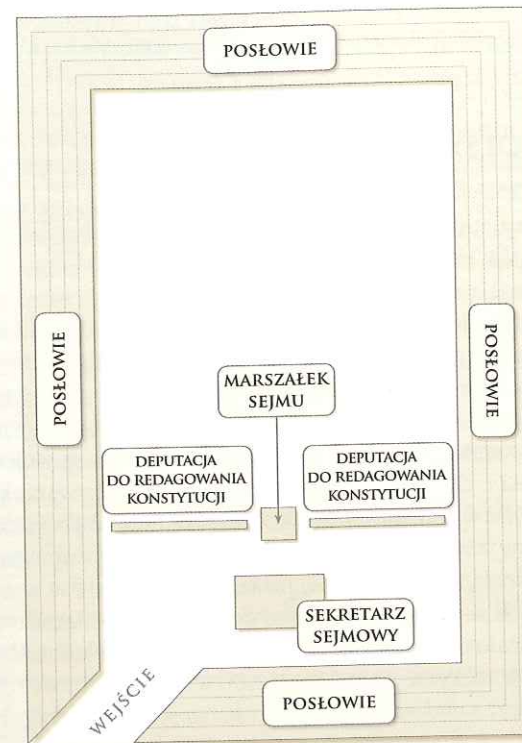 POSŁOWIE
POSŁOWIE
POSŁOWIE
MARSZAŁEK
SEJMU
DEPUTACJA
DO REDAGOWANIA
KONSTYTUCJI
DEPUTACJA
DO REDAGOWANIA
KONSTYTUCJI
SEKRETARZ
SEJMOWY
WEJŚCIE
POSŁOWIE